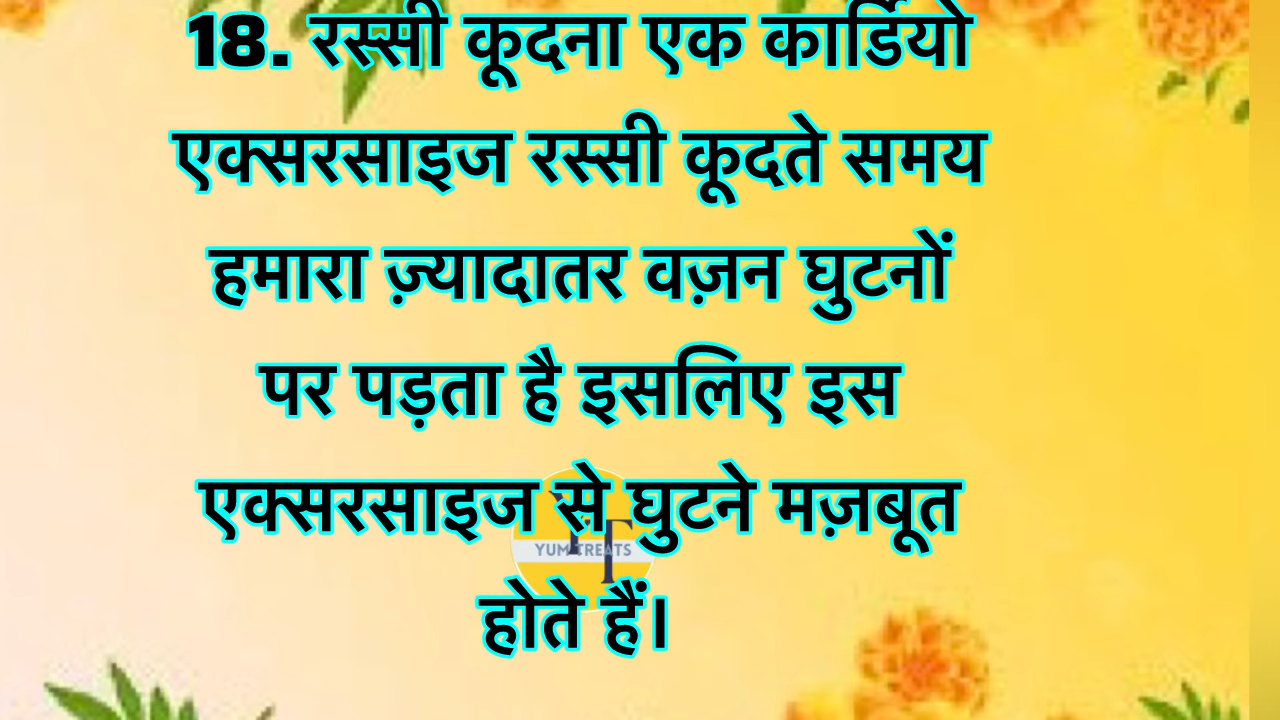 18. रस्सी कूदना एक कार्डियो
एक्सरसाइज रस्सी कूदते समय
हमारा ज़्यादातर वज़न घुटनों
पर पड़ता है इसलिए इस
एक्सरसाइज से घुटने मज़बूत
YUM TREATS
होते हैं।